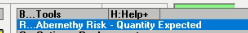 B...Tools H:Help+
R...Abernethy Risk - Quantity Expected